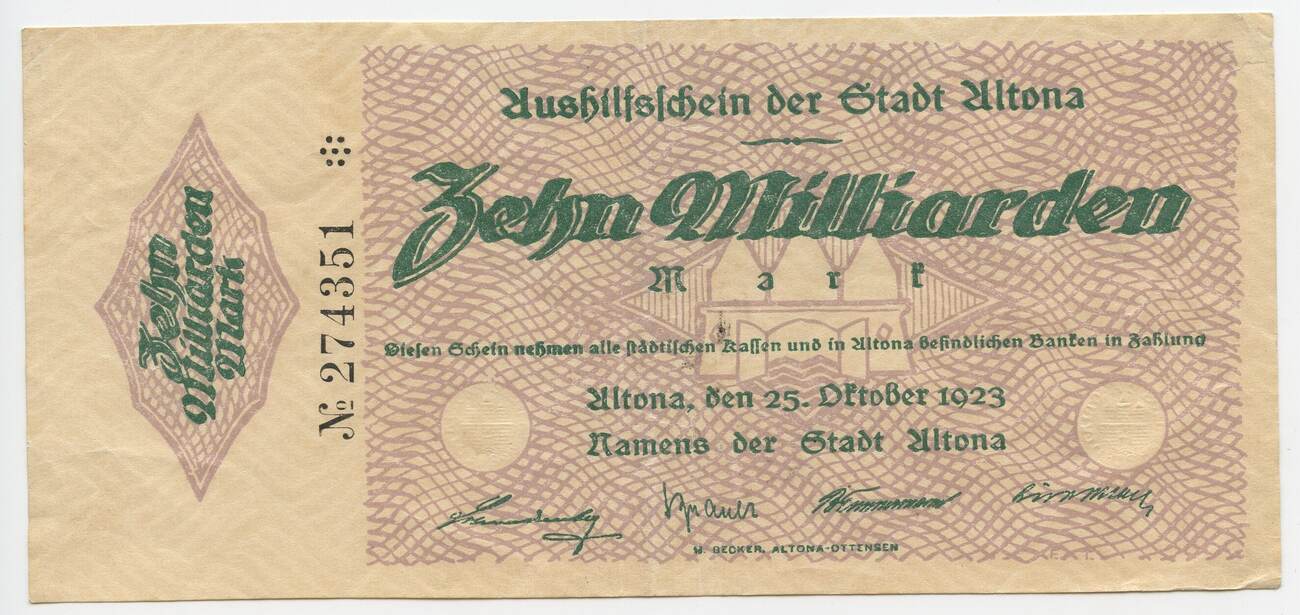 Aushilfsschein der Stadt Altona
Zehn Milliarden
Mark
Diesen Schein nehmen alle städtischen Kassen und in Altona befindlichen Banken in Zahlung
Altona, den 25. Oktober 1923
Namens der Stadt Altona
W. BECKER, ALTONA-OTTENSEN
№ 274351
Zehn
Milliarden
Mark